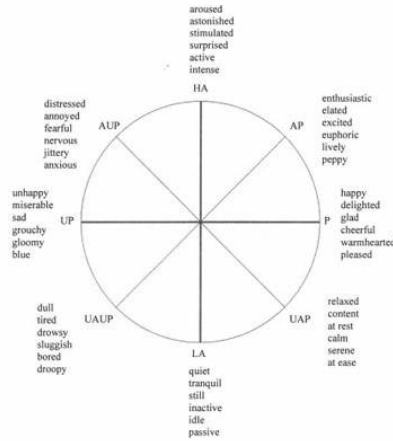 aroused
astonished
stimulated
surprised
active
intense
HA
enthusiastic
elated
excited
euphoric
lively
peppy
AP
happy
delighted
glad
cheerful
warmhearted
pleased
P
relaxed
content
at rest
calm
serene
at ease
UAP
LA
quiet
tranquil
still
inactive
idle
passive
dull
tired
drowsy
sluggish
bored
droopy
UAUP
unhappy
miserable
sad
grouchy
gloomy
blue
UP
distressed
annoyed
fearful
nervous
jittery
anxious
AUP